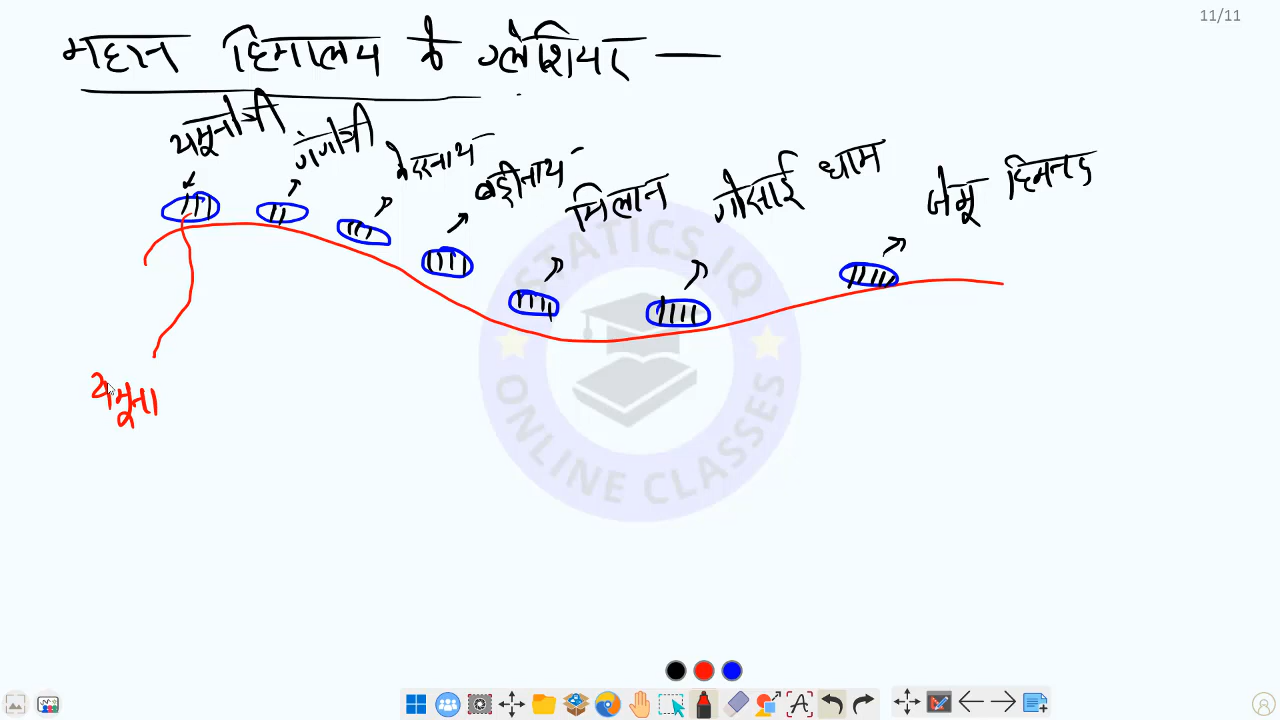 11/11
महान हिमालय के ग्लेशियर —
यमुनोत्री
गंगोत्री
केदारनाथ
बद्रीनाथ
मिलान
गोसाई धाम
जेमू हिमनद
यमुना
STATICS IQ
ONLINE CLASSES